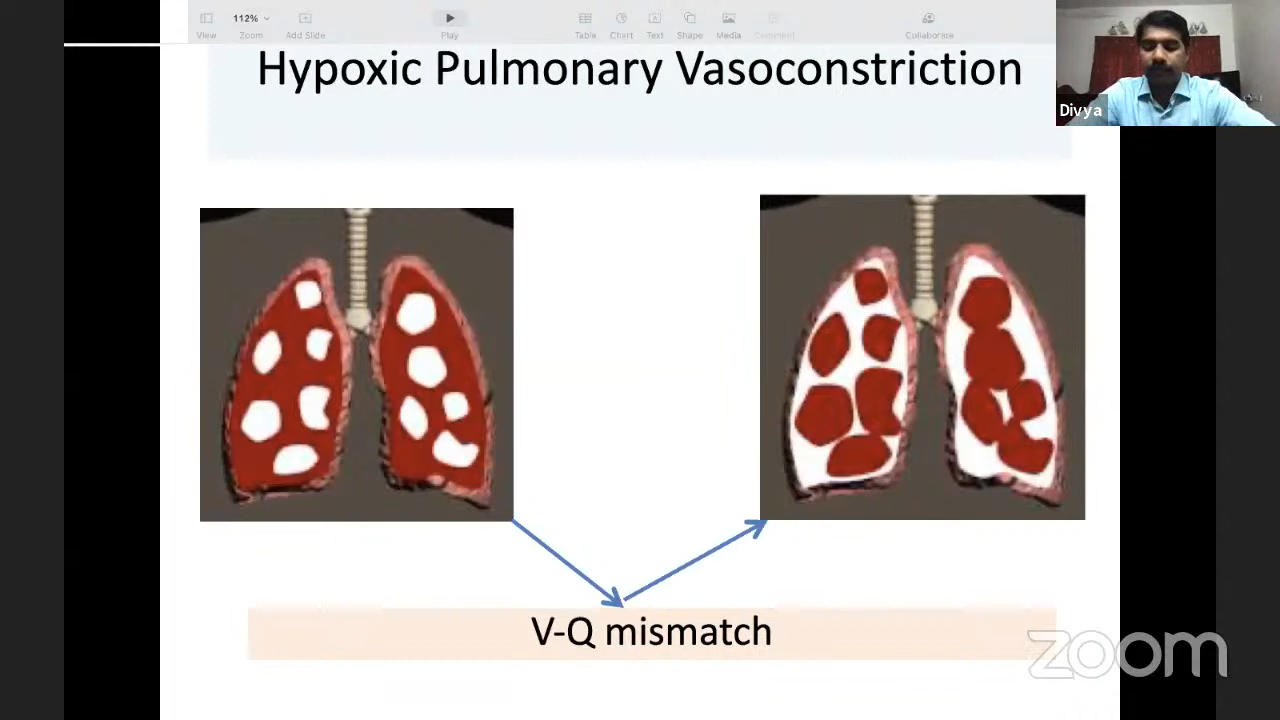 112%
View
Zoom
Add Slide
Play
Table
Chart
Text
Shape
Media
Comment
Collaborate
Hypoxic Pulmonary Vasoconstriction
Divya
V-Q mismatch
zoom